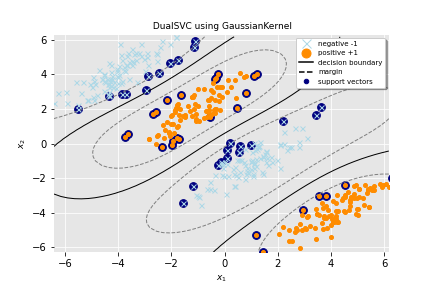 DualSVC using GaussianKernel
negative -1
positive +1
decision boundary
margin
support vectors
6
4
2
0
−2
−4
−6
x₂
−6 −4 −2 0 2 4 6
x₁